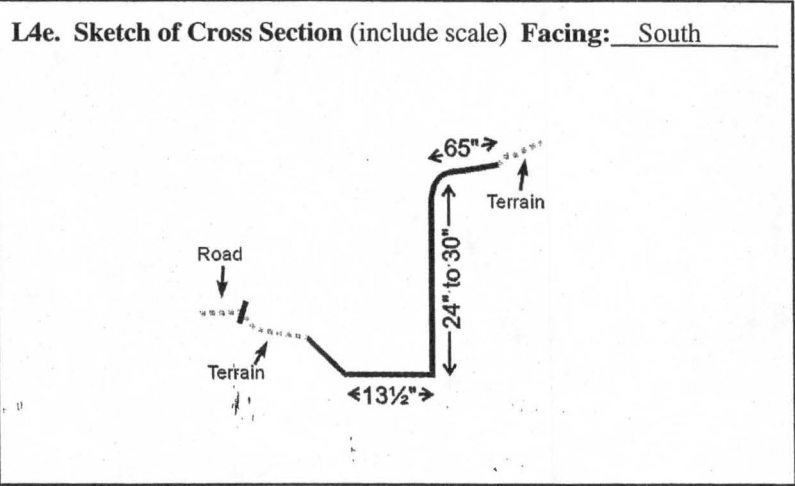 L4e. Sketch of Cross Section (include scale) Facing: South
65"
Terrain
Road
24" to 30"
Terrain
13½"